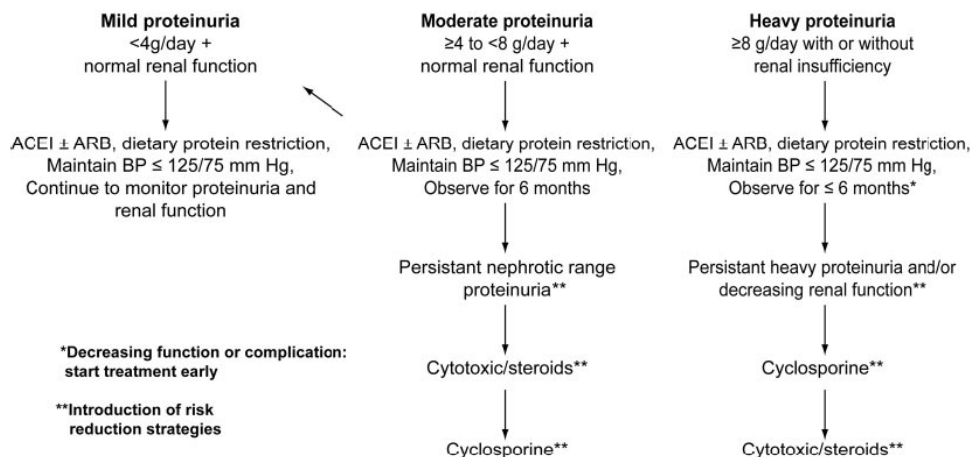 Mild proteinuria
<4g/day +
normal renal function
ACEI ± ARB, dietary protein restriction,
Maintain BP ≤ 125/75 mm Hg,
Continue to monitor proteinuria and
renal function
Moderate proteinuria
≥4 to <8 g/day +
normal renal function
ACEI ± ARB, dietary protein restriction,
Maintain BP ≤ 125/75 mm Hg,
Observe for 6 months
Persistant nephrotic range
proteinuria**
Cytotoxic/steroids**
Cyclosporine**
Heavy proteinuria
≥8 g/day with or without
renal insufficiency
ACEI ± ARB, dietary protein restriction,
Maintain BP ≤ 125/75 mm Hg,
Observe for ≤ 6 months*
Persistant heavy proteinuria and/or
decreasing renal function**
Cyclosporine**
Cytotoxic/steroids**
*Decreasing function or complication:
start treatment early
**Introduction of risk
reduction strategies